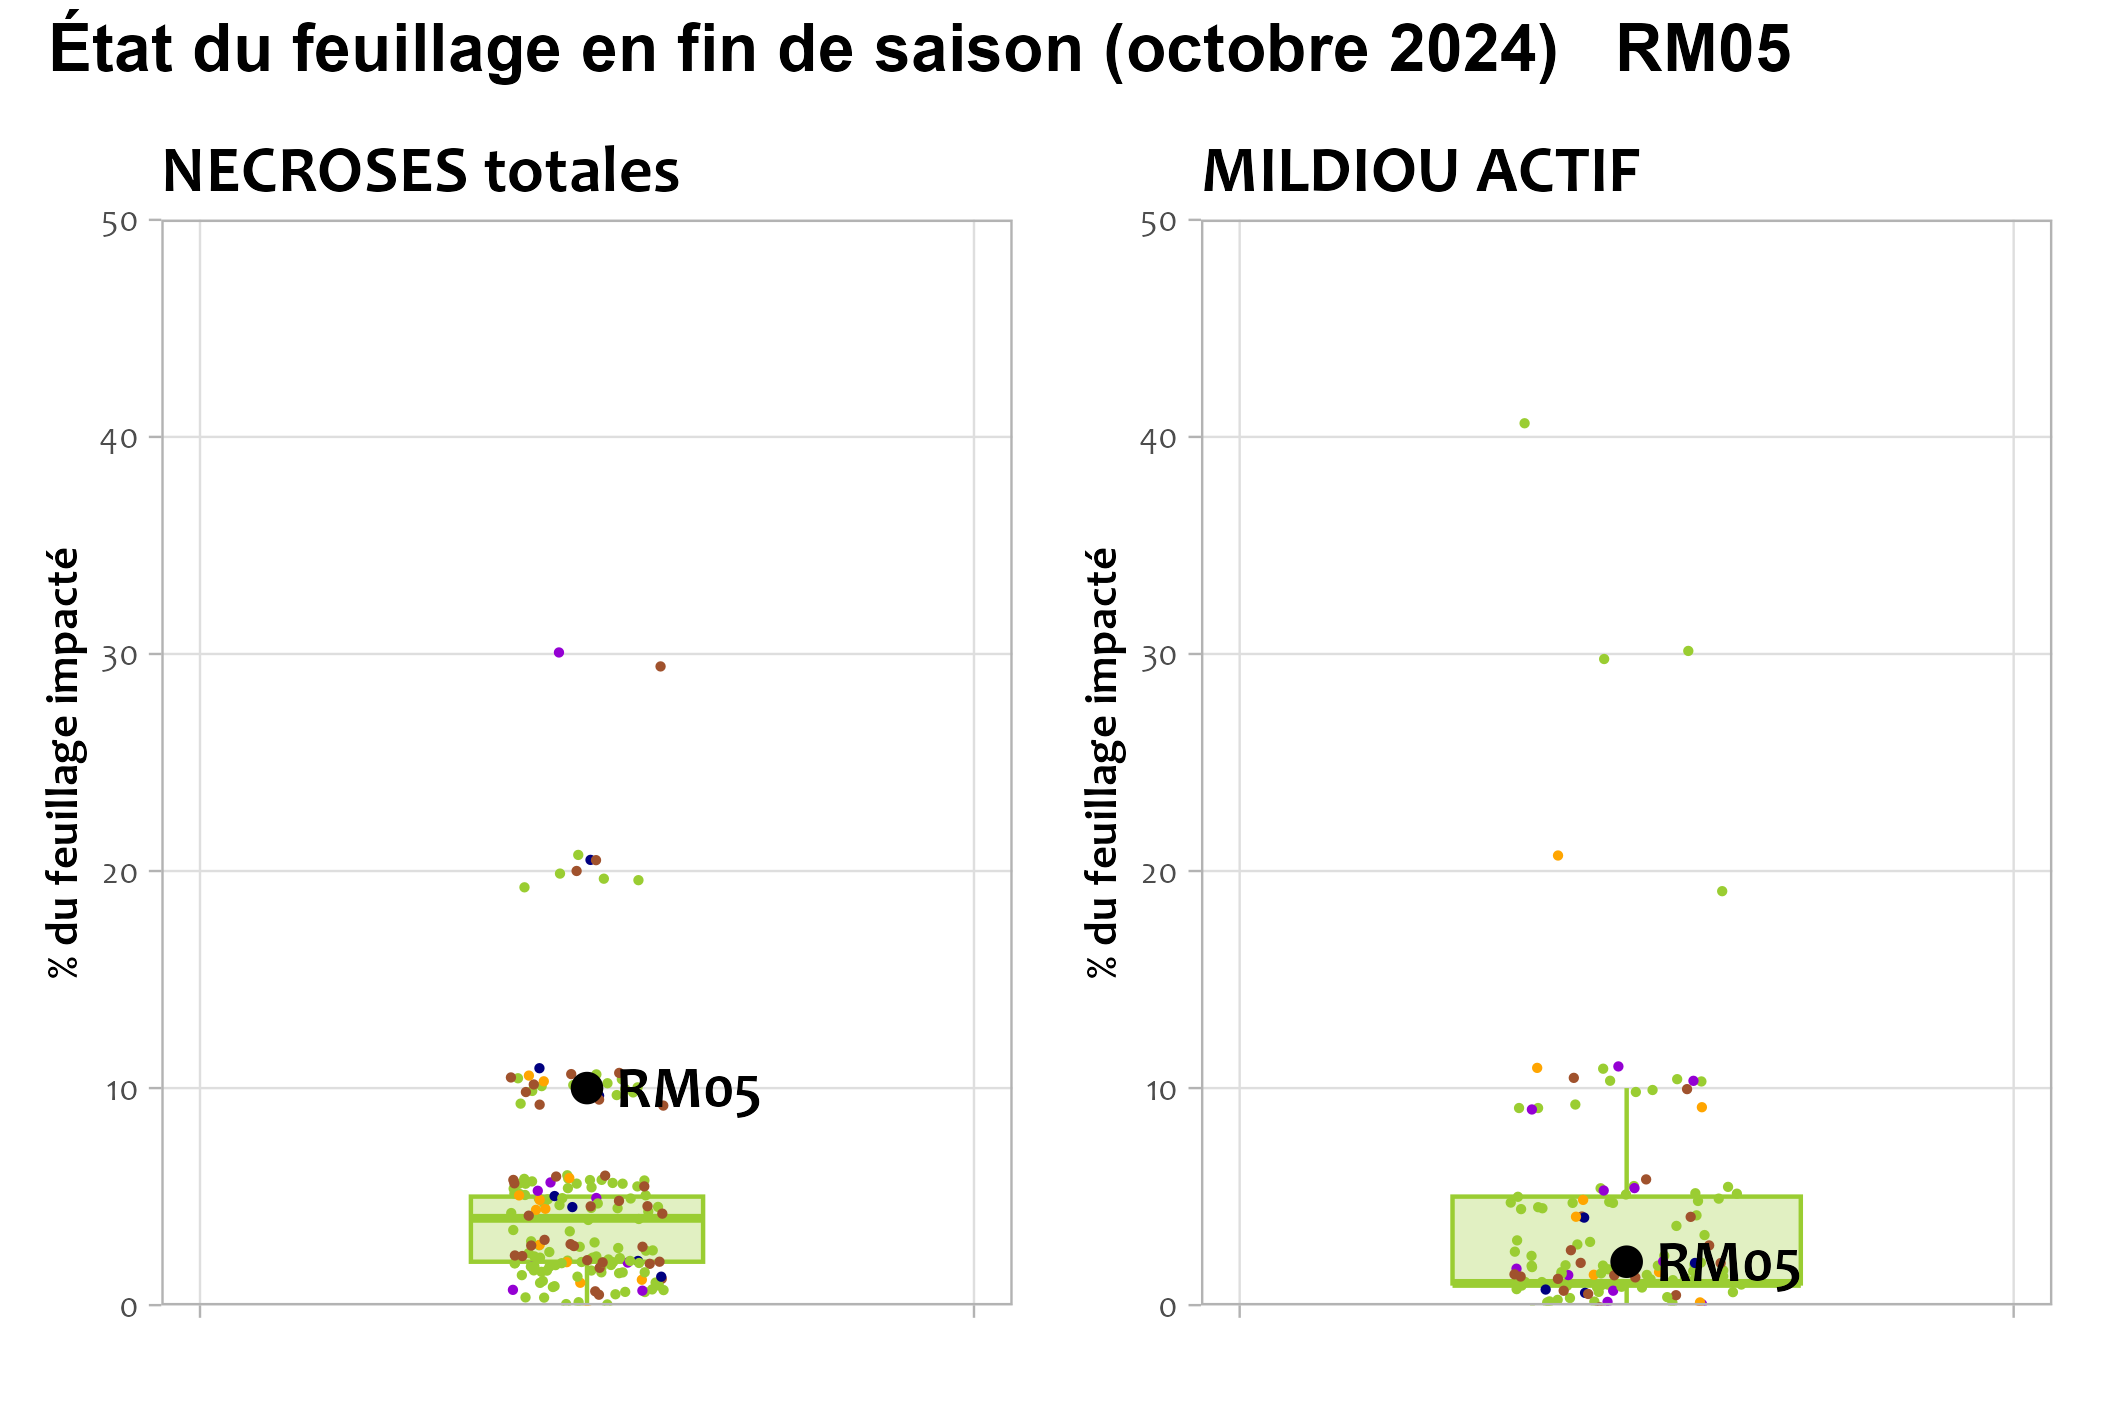 État du feuillage en fin de saison (octobre 2024) RM05
NECROSES totales
% du feuillage impacté
50
40
30
20
10
0
RM05
MILDIOU ACTIF
% du feuillage impacté
50
40
30
20
10
0
RM05